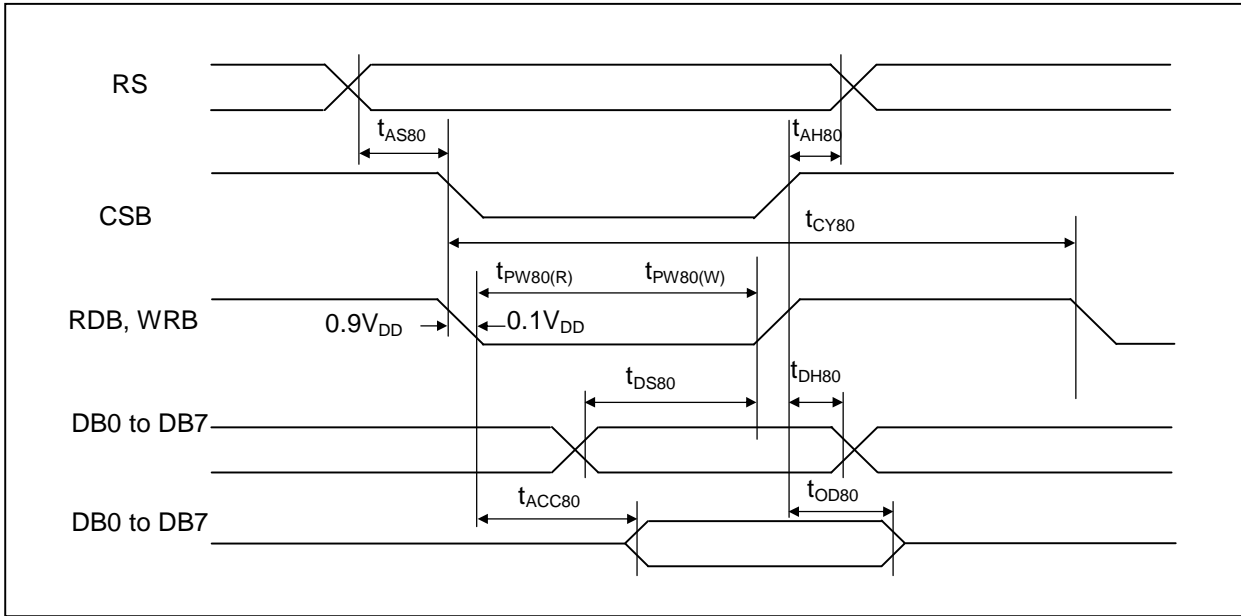 RS
tAS80
tAH80
CSB
tCY80
tPW80(R) tPW80(W)
RDB, WRB
0.9VDD 0.1VDD
tDS80 tDH80
DB0 to DB7
tACC80 tOD80
DB0 to DB7